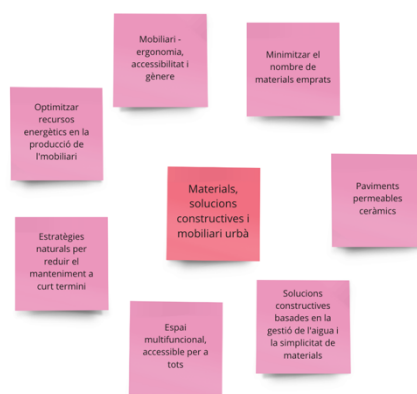 Mobiliari -
ergonomia,
accessibilitat i
gènere
Minimitzar el
nombre de
materials emprats
Optimitzar
recursos
energètics en la
producció de
l'mobiliari
Materials,
solucions
constructives i
mobiliari urbà
Paviments
permeables
ceràmics
Estratègies
naturals per
reduir el
manteniment a
curt termini
Solucions
constructives
basades en la
gestió de l'aigua i
la simplicitat de
materials
Espai
multifuncional,
accessible per a
tots